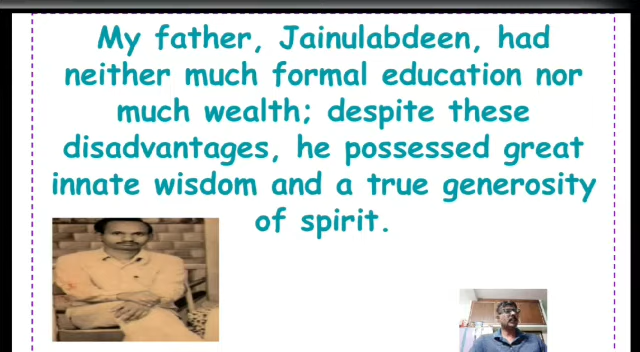 My father, Jainulabdeen, had
neither much formal education nor
much wealth; despite these
disadvantages, he possessed great
innate wisdom and a true generosity
of spirit.